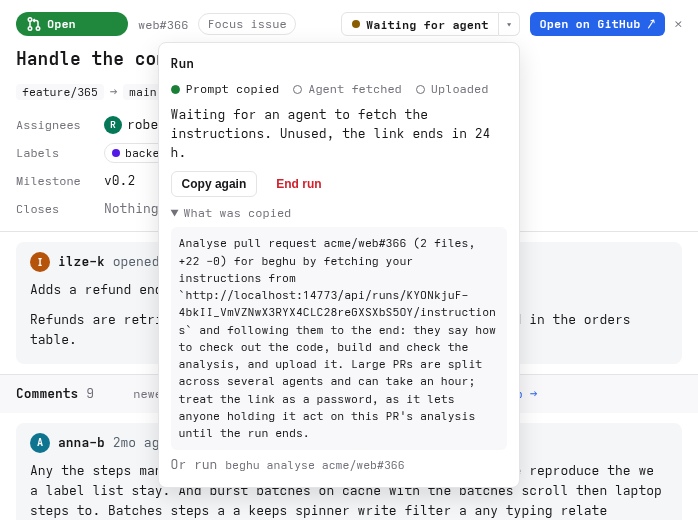 Open web#366 Focus issue Waiting for agent ▾ Open on GitHub ↗ ×
Handle the co
feature/365 → main
Assignees R robe
Labels backe
Milestone v0.2
Closes Nothing
Run
Prompt copied Agent fetched Uploaded
Waiting for an agent to fetch the
instructions. Unused, the link ends in 24
h.
Copy again End run
▼ What was copied
Analyse pull request acme/web#366 (2 files,
+22 −0) for beghu by fetching your
instructions from
`http://localhost:14773/api/runs/KYONkjuF-
4bkII_VmVZNwX3RYX4CLC28reGXSXbS5OY/instruction
s` and following them to the end: they say how
to check out the code, build and check the
analysis, and upload it. Large PRs are split
across several agents and can take an hour;
treat the link as a password, as it lets
anyone holding it act on this PR's analysis
until the run ends.
Or run beghu analyse acme/web#366
I ilze-k opened
Adds a refund end
Refunds are retri in the orders
table.
Comments 9 newe →
A anna-b 2mo ag
Any the steps mar reproduce the we
a label list stay. And burst batches on cache with the batches scroll then laptop
steps to. Batches steps a a keeps spinner write filter a any typing relate